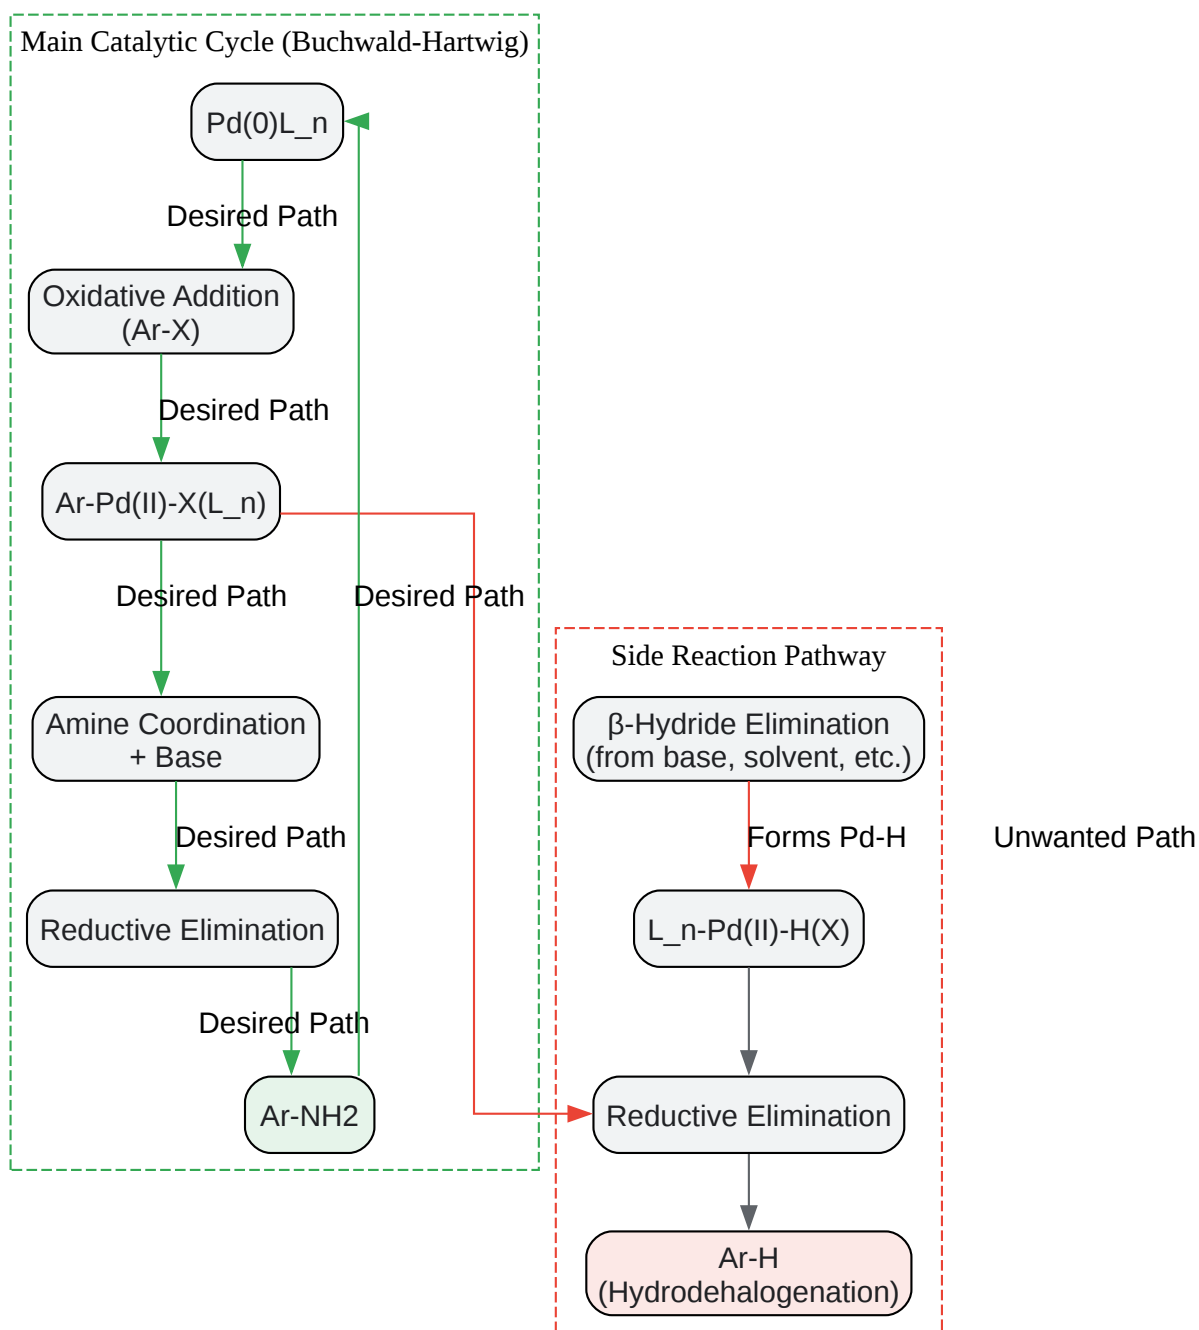 Main Catalytic Cycle (Buchwald-Hartwig)
Pd(0)L_n
Desired Path
Oxidative Addition
(Ar-X)
Desired Path
Ar-Pd(II)-X(L_n)
Desired Path
Desired Path
Amine Coordination
+ Base
Desired Path
Reductive Elimination
Desired Path
Ar-NH2
Side Reaction Pathway
β-Hydride Elimination
(from base, solvent, etc.)
Forms Pd-H
Unwanted Path
L_n-Pd(II)-H(X)
Reductive Elimination
Ar-H
(Hydrodehalogenation)